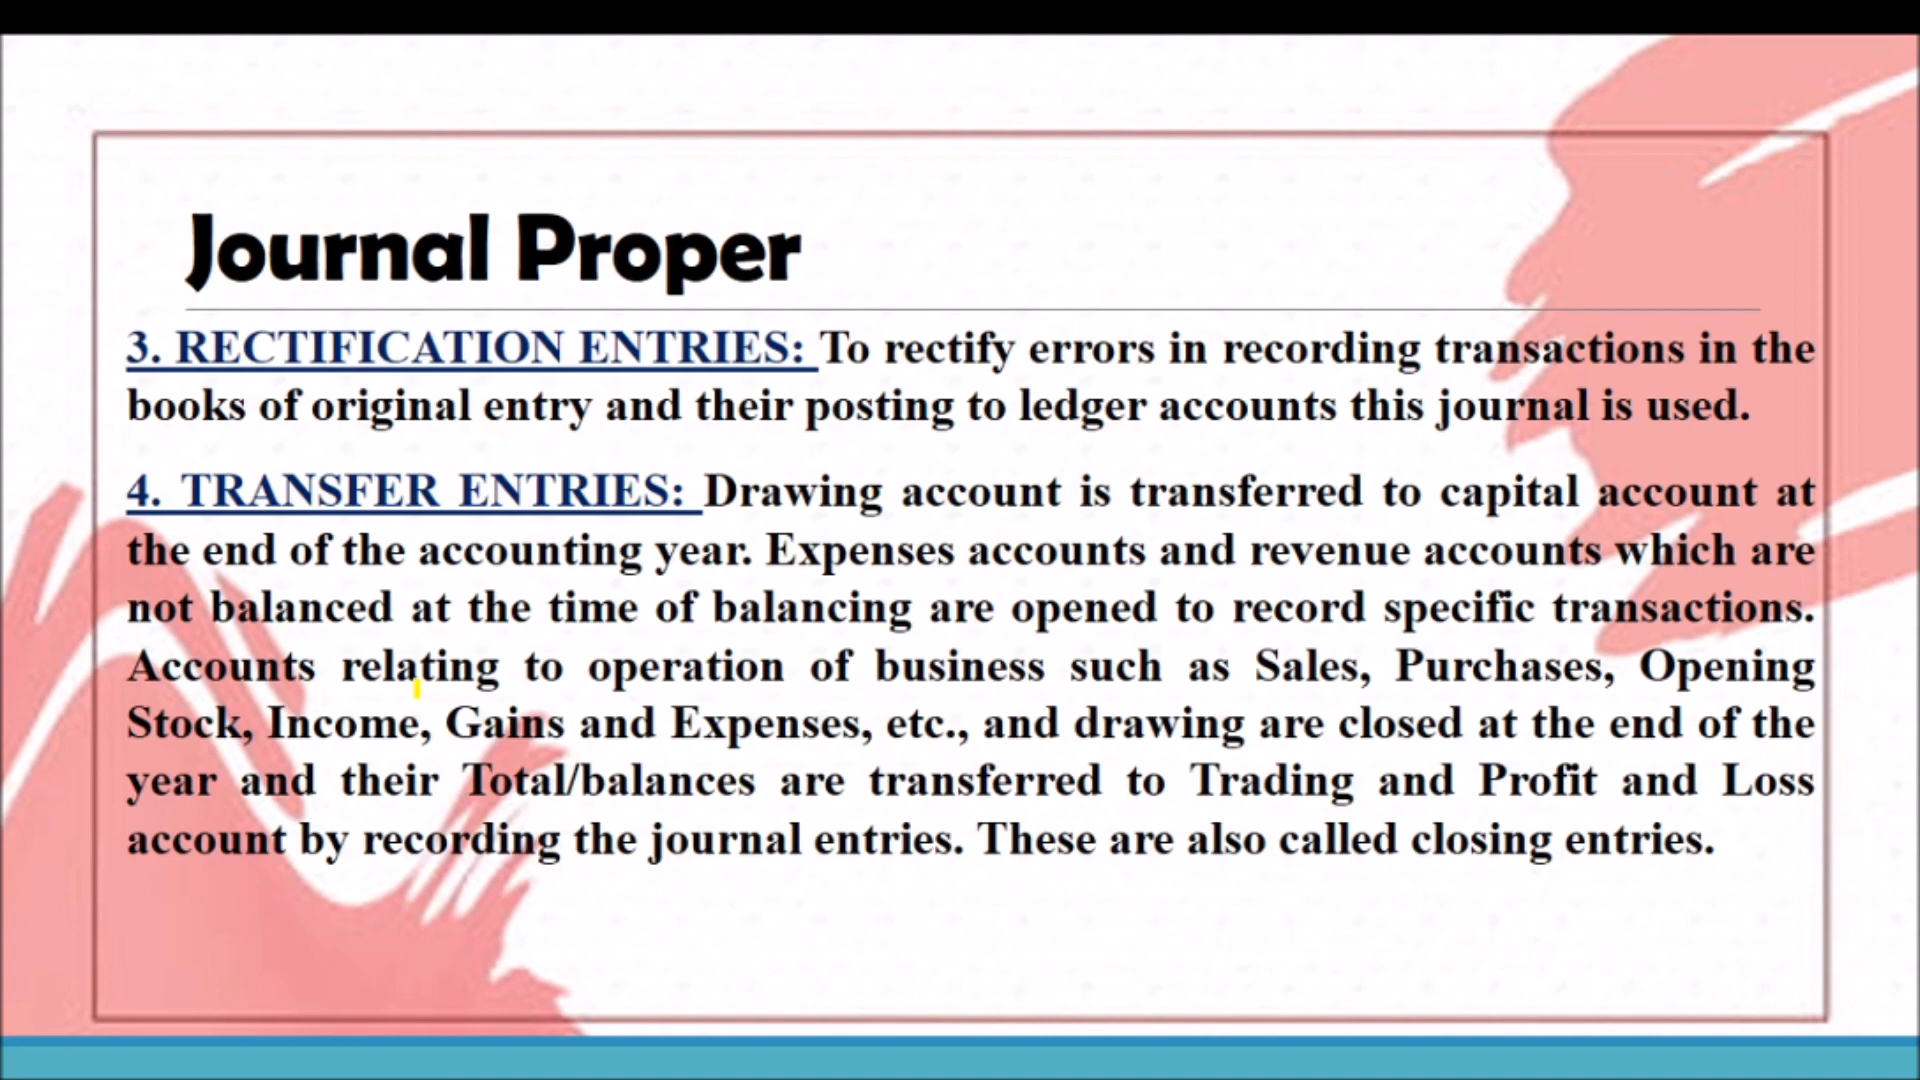 Journal Proper
3. RECTIFICATION ENTRIES: To rectify errors in recording transactions in the
books of original entry and their posting to ledger accounts this journal is used.
4. TRANSFER ENTRIES: Drawing account is transferred to capital account at
the end of the accounting year. Expenses accounts and revenue accounts which are
not balanced at the time of balancing are opened to record specific transactions.
Accounts relating to operation of business such as Sales, Purchases, Opening
Stock, Income, Gains and Expenses, etc., and drawing are closed at the end of the
year and their Total/balances are transferred to Trading and Profit and Loss
account by recording the journal entries. These are also called closing entries.